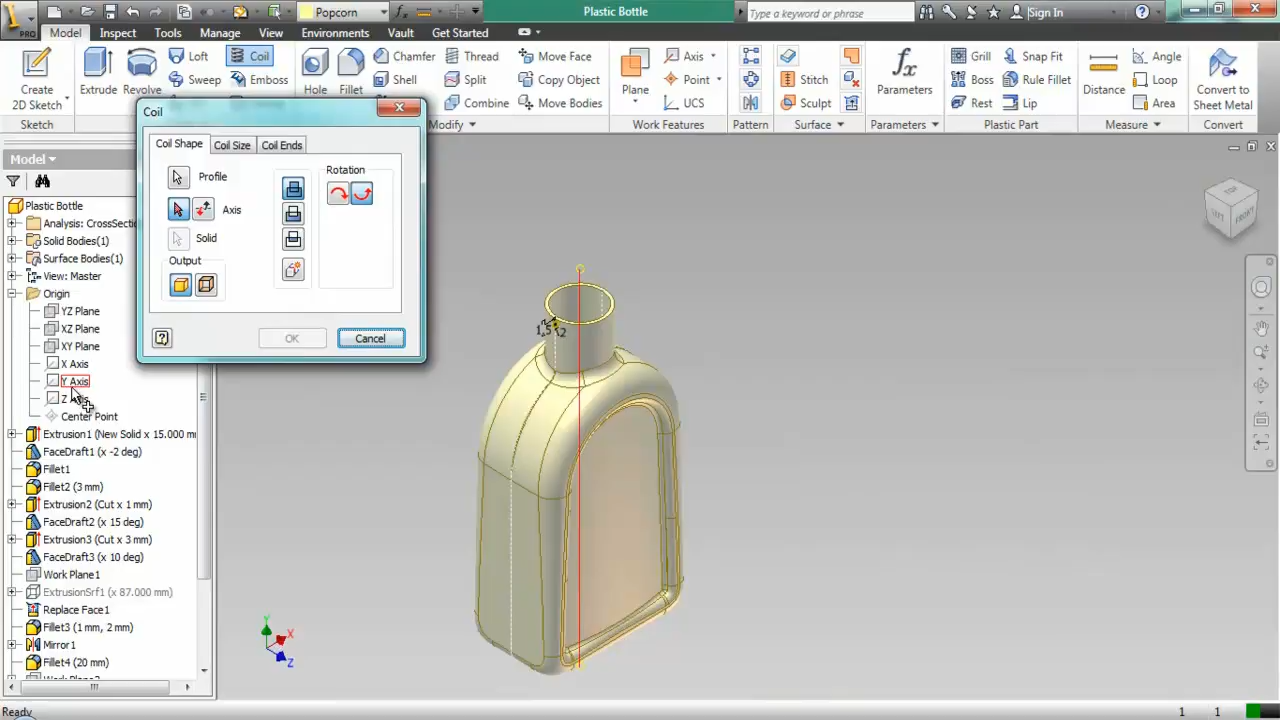 PRO
Popcorn
Plastic Bottle
Type a keyword or phrase
Sign In
Model
Inspect
Tools
Manage
View
Environments
Vault
Get Started
Create
2D Sketch
Extrude
Revolve
Loft
Sweep
Coil
Emboss
Hole
Fillet
Chamfer
Thread
Split
Combine
Move Face
Copy Object
Move Bodies
Plane
Axis
Point
UCS
Stitch
Sculpt
Parameters
Grill
Boss
Rest
Snap Fit
Rule Fillet
Lip
Distance
Angle
Loop
Area
Convert to
Sheet Metal
Sketch
Modify
Work Features
Pattern
Surface
Parameters
Plastic Part
Measure
Convert
Coil
Coil Shape
Coil Size
Coil Ends
Profile
Axis
Solid
Output
Rotation
OK
Cancel
Model
Plastic Bottle
Analysis: CrossSectio
Solid Bodies(1)
Surface Bodies(1)
View: Master
Origin
YZ Plane
XZ Plane
XY Plane
X Axis
Y Axis
Z
Center Point
Extrusion1 (New Solid x 15.000 m
FaceDraft1 (x -2 deg)
Fillet1
Fillet2 (3 mm)
Extrusion2 (Cut x 1 mm)
FaceDraft2 (x 15 deg)
Extrusion3 (Cut x 3 mm)
FaceDraft3 (x 10 deg)
Work Plane1
ExtrusionSrf1 (x 87.000 mm)
Replace Face1
Fillet3 (1 mm, 2 mm)
Mirror1
Fillet4 (20 mm)
LEFT
FRONT
Y
X
Z
Ready
1
1